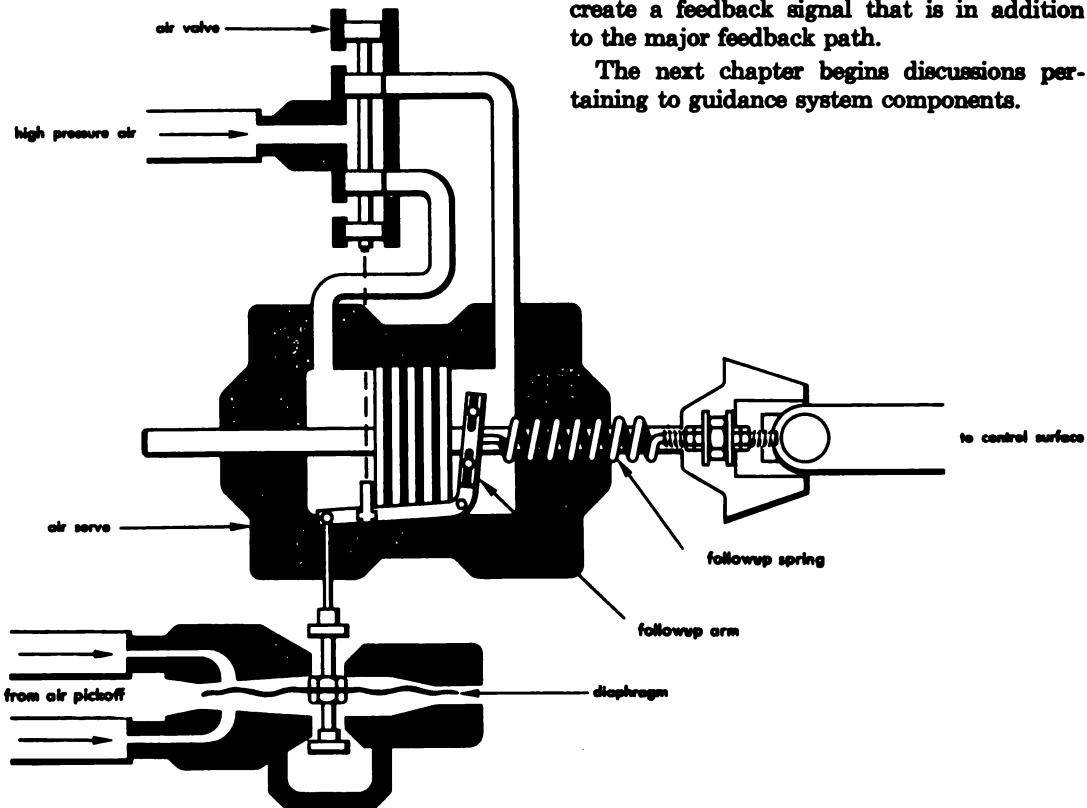 create a feedback signal that is in addition
to the major feedback path.
The next chapter begins discussions per-
taining to guidance system components.
air valve
high pressure air
to control surface
air servo
followup spring
followup arm
from air pickoff
diaphragm